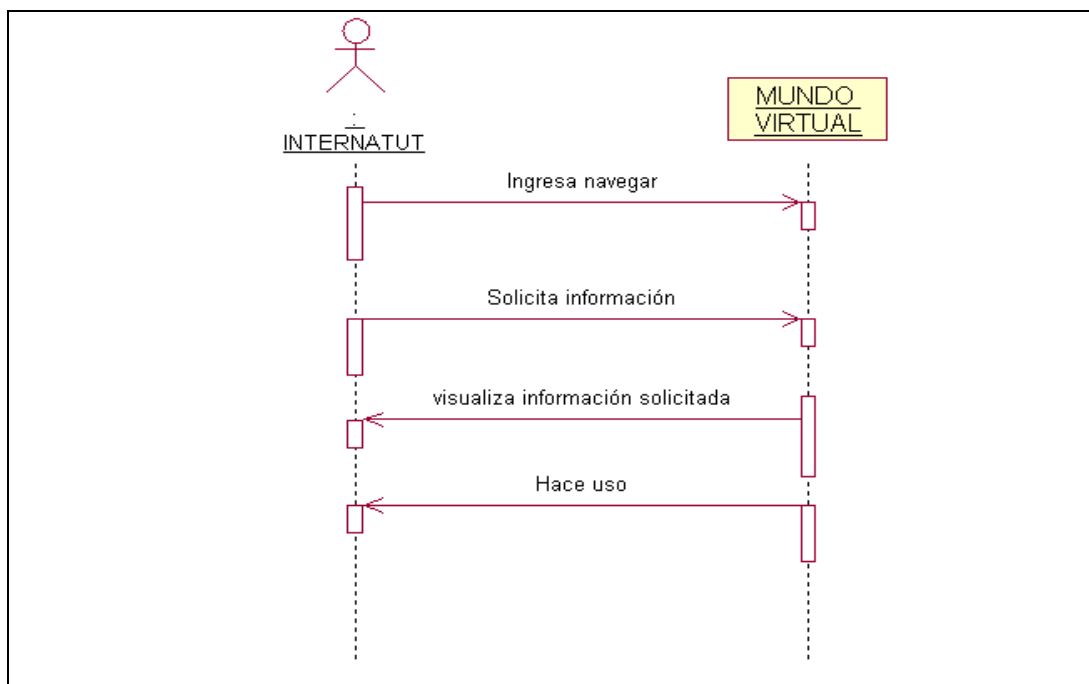 :
INTERNATUT
MUNDO
VIRTUAL
Ingresa navegar
Solicita información
visualiza información solicitada
Hace uso